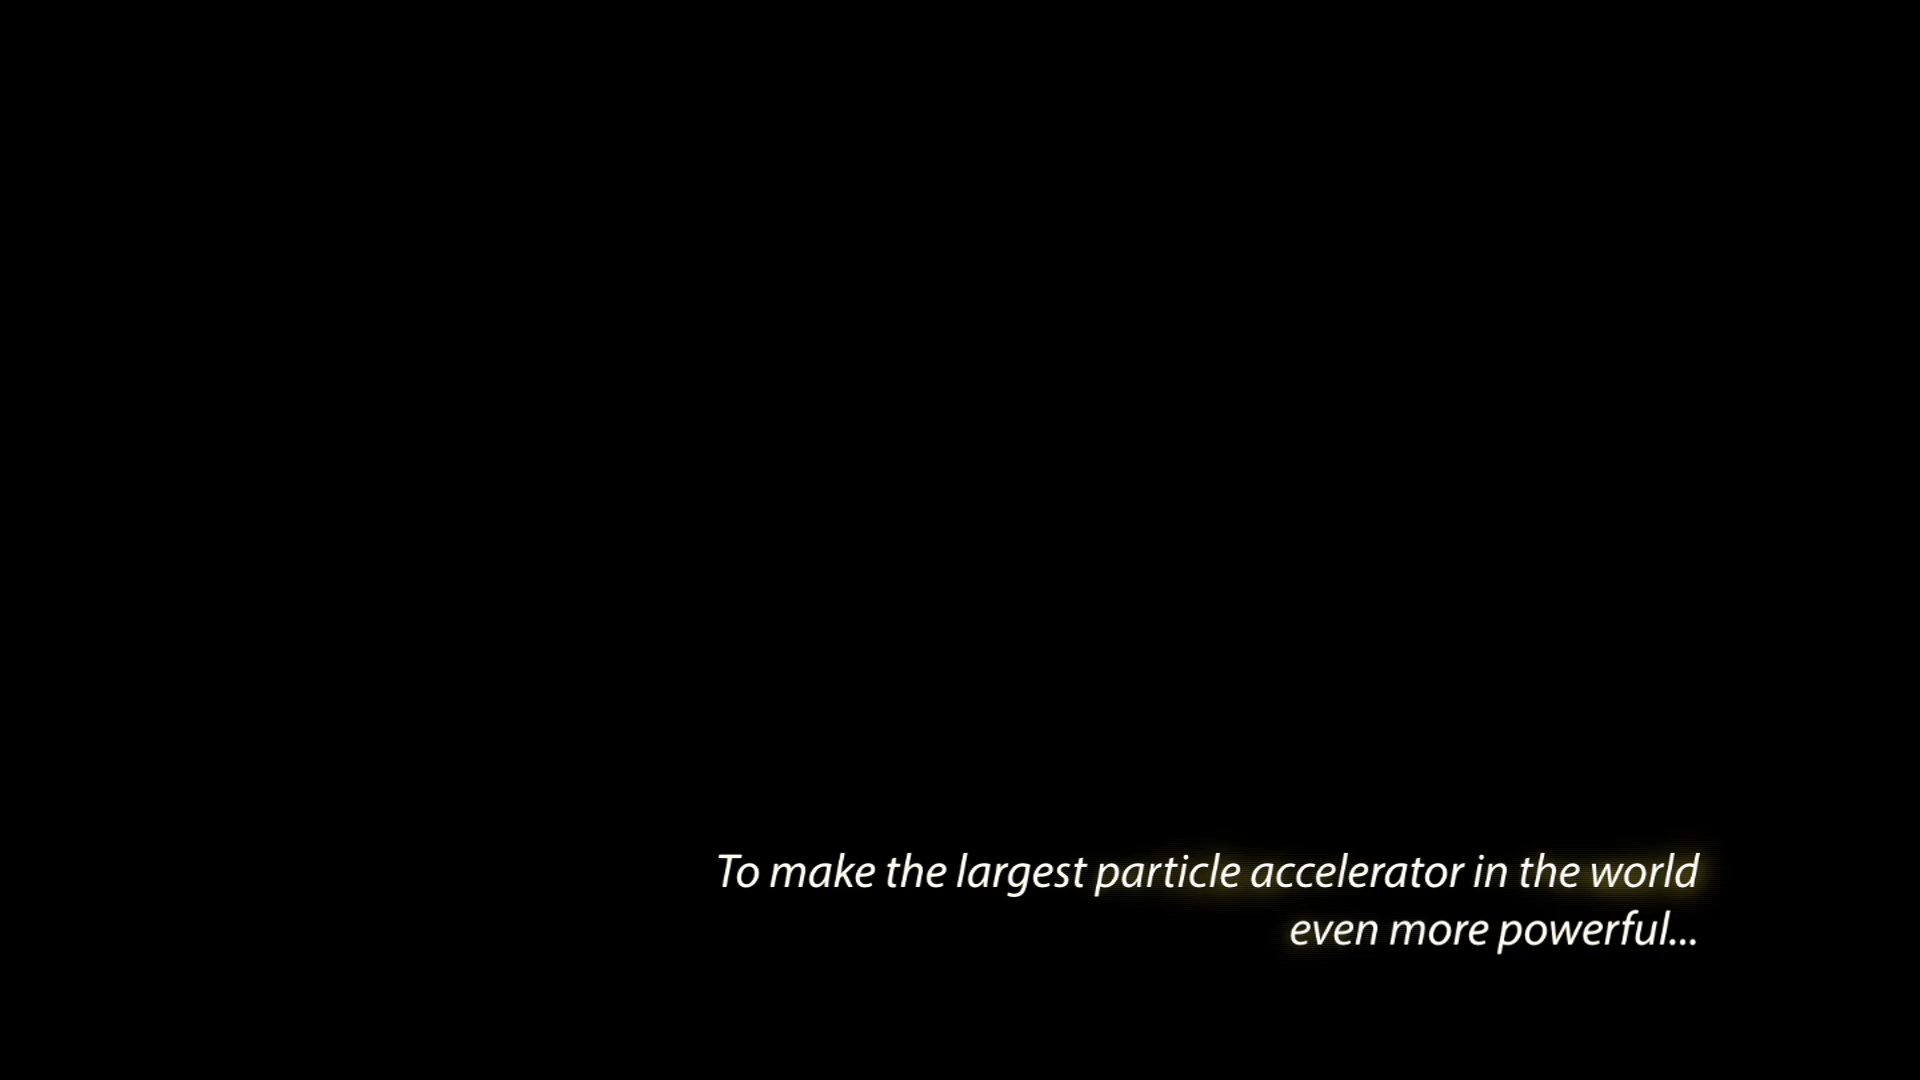 To make the largest particle accelerator in the world
even more powerful...